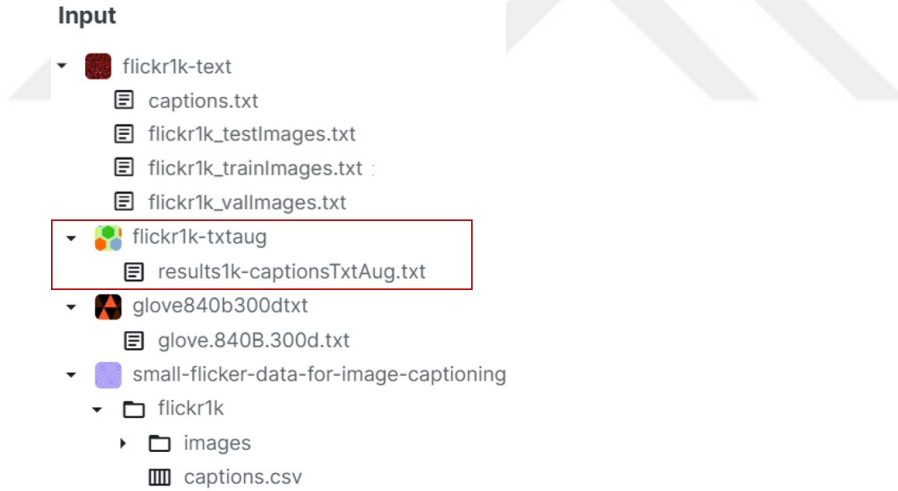 Input
flickr1k-text
captions.txt
flickr1k_testImages.txt
flickr1k_trainImages.txt
flickr1k_valImages.txt
flickr1k-txtaug
results1k-captionsTxtAug.txt
glove840b300dtxt
glove.840B.300d.txt
small-flicker-data-for-image-captioning
flickr1k
images
captions.csv